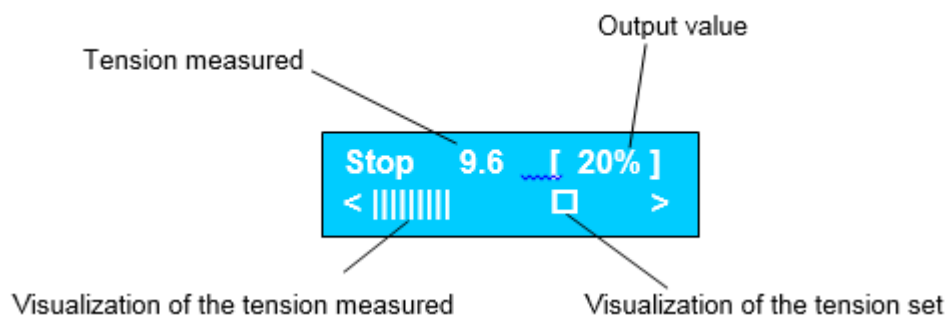 Output value
Tension measured
Stop 9.6 [ 20% ]
< ||||||||| >
Visualization of the tension measured
Visualization of the tension set